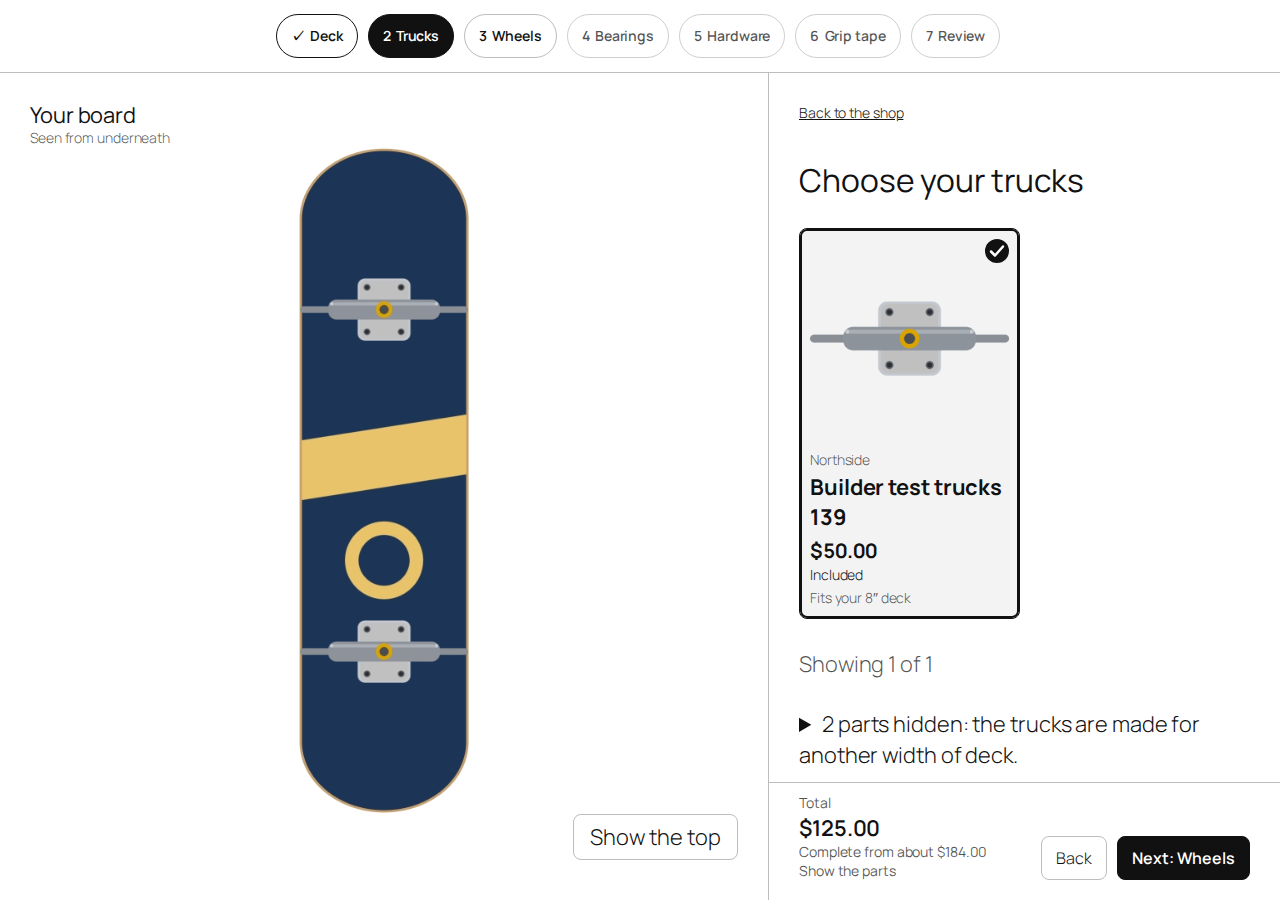 ✓ Deck
2 Trucks
3 Wheels
4 Bearings
5 Hardware
6 Grip tape
7 Review
Your board
Seen from underneath
Show the top
Back to the shop
Choose your trucks
Northside
Builder test trucks
139
$50.00
Included
Fits your 8″ deck
Showing 1 of 1
▶ 2 parts hidden: the trucks are made for
another width of deck.
Total
$125.00
Complete from about $184.00
Show the parts
Back
Next: Wheels